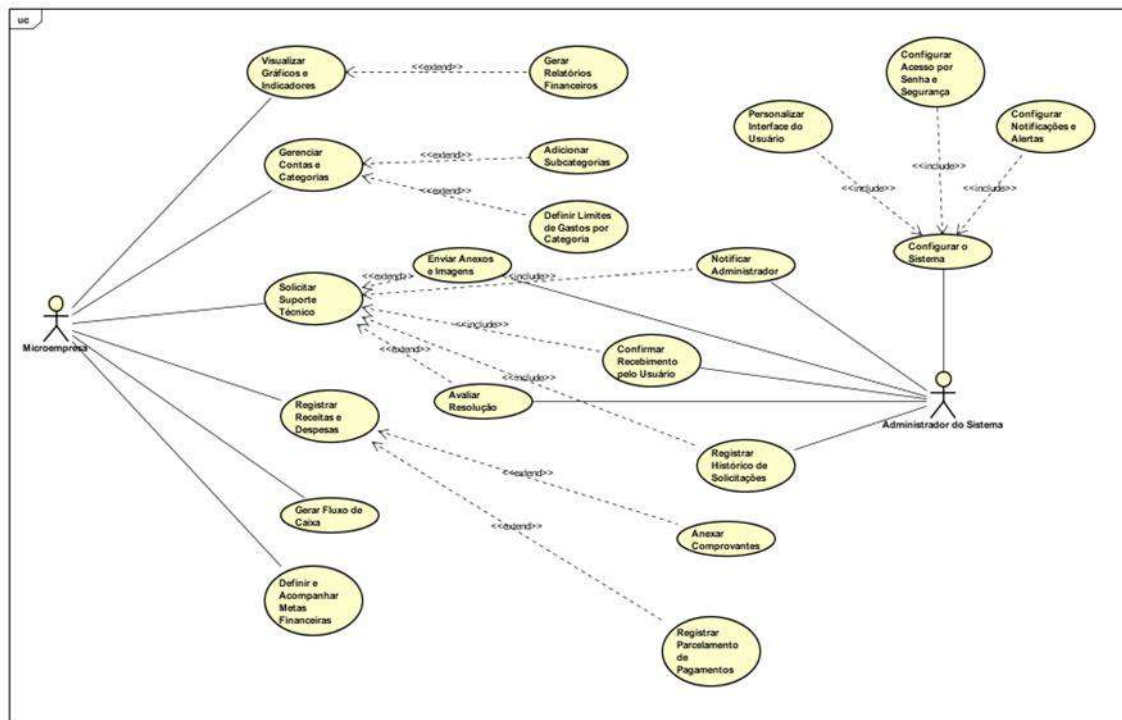 uc
Visualizar
Gráficos e
Indicadores
<<extend>>
Gerar
Relatórios
Financeiros
Configurar
Acesso por
Senha e
Segurança
Personalizar
Interface do
Usuário
Configurar
Notificações e
Alertas
Gerenciar
Contas e
Categorias
<<extend>>
Adicionar
Subcategorias
<<extend>>
Definir Limites
de Gastos por
Categoria
<<include>>
<<include>>
<<include>>
Configurar o
Sistema
Enviar Anexos
e Imagens
<<extend>>
<<include>>
Notificar
Administrador
Solicitar
Suporte
Técnico
<<include>>
<<extend>>
Confirmar
Recebimento
pelo Usuário
<<include>>
Microempresa
Avaliar
Resolução
Administrador do Sistema
Registrar
Receitas e
Despesas
Registrar
Histórico de
Solicitações
<<extend>>
Gerar Fluxo de
Caixa
<<extend>>
Anexar
Comprovantes
Definir e
Acompanhar
Metas
Financeiras
Registrar
Parcelamento
de
Pagamentos